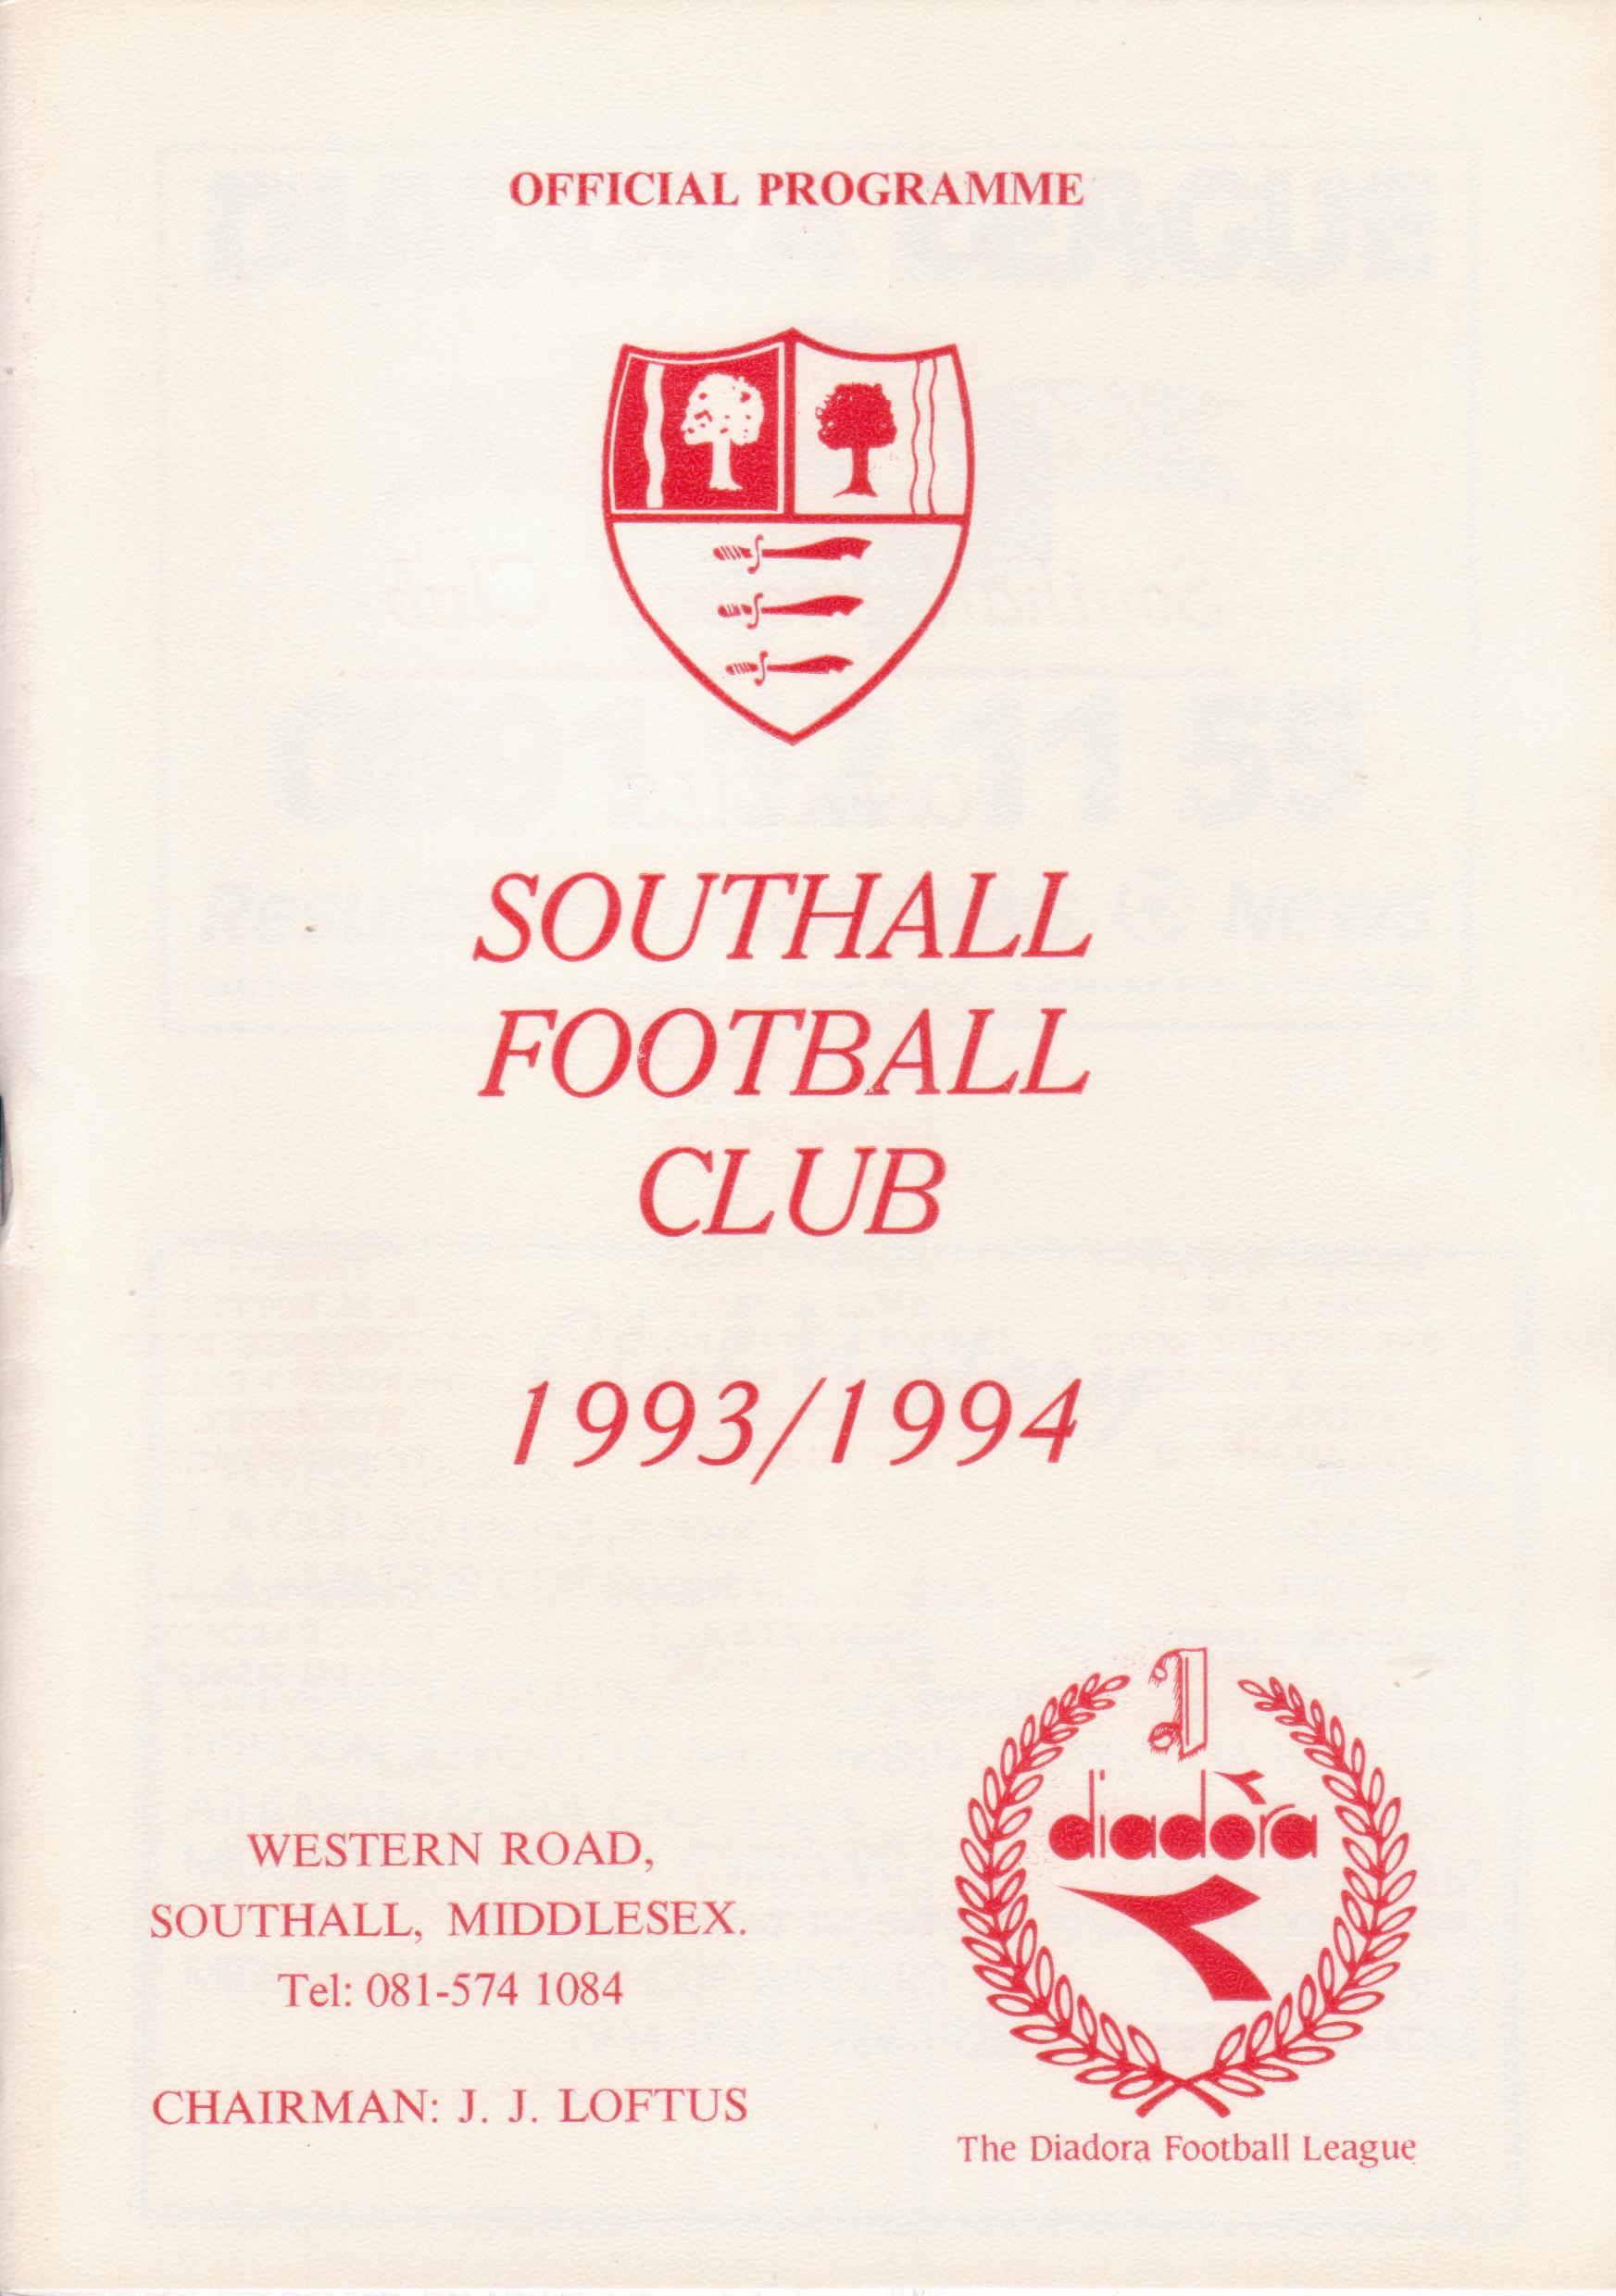 OFFICIAL PROGRAMME
SOUTHALL
FOOTBALL
CLUB
1993/1994
WESTERN ROAD,
SOUTHALL, MIDDLESEX.
Tel: 081-574 1084
CHAIRMAN: J. J. LOFTUS
diadora
The Diadora Football League